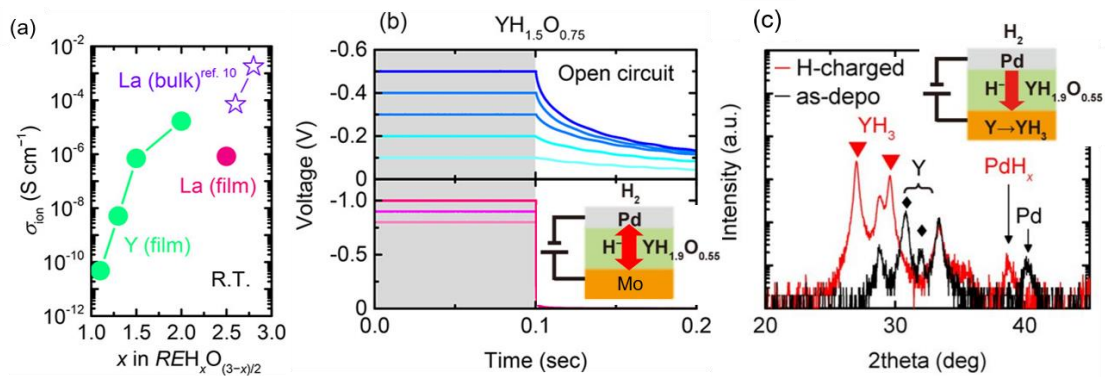 (a)
10⁻²
10⁻⁴
10⁻⁶
10⁻⁸
10⁻¹⁰
10⁻¹²
σion (S cm⁻¹)
La (bulk)ref. 10
La (film)
Y (film)
R.T.
1.0 1.5 2.0 2.5 3.0
x in REHxO(3−x)/2
(b)
YH1.5O0.75
-0.6
-0.4
-0.2
0
-1.0
-0.5
0
Voltage (V)
Open circuit
H2
Pd
H⁻ YH1.9O0.55
Mo
0.0 0.1 0.2
Time (sec)
(c)
H-charged
as-depo
YH3
Y
PdHx
Pd
H2
Pd
H⁻ YH1.9O0.55
Y→YH3
Intensity (a.u.)
20 30 40
2theta (deg)